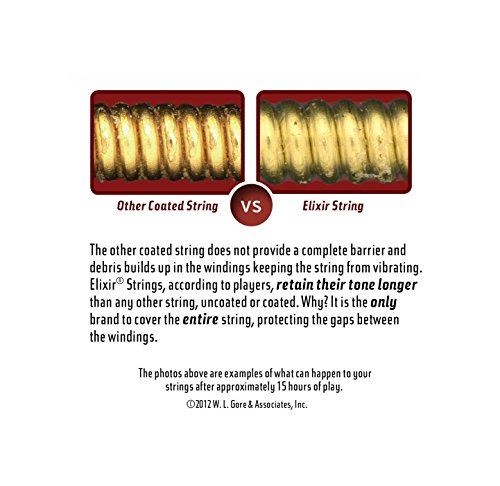 Other Coated String
VS
Elixir String
The other coated string does not provide a complete barrier and
debris builds up in the windings keeping the string from vibrating.
Elixir® Strings, according to players, retain their tone longer
than any other string, uncoated or coated. Why? It is the only
brand to cover the entire string, protecting the gaps between
the windings.
The photos above are examples of what can happen to your
strings after approximately 15 hours of play.
©2012 W. L. Gore & Associates, Inc.